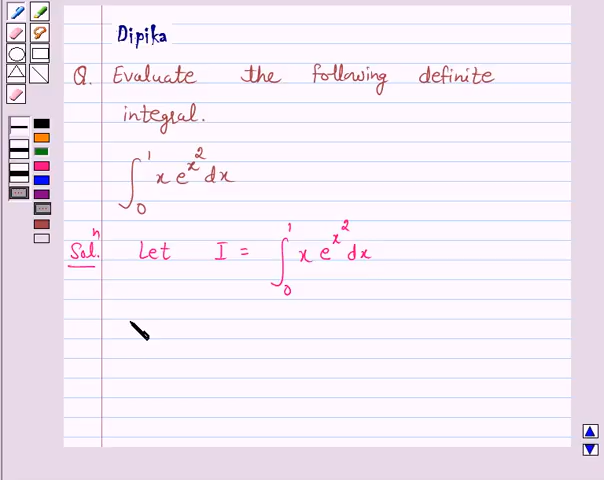 Dipika
Q. Evaluate the following definite
integral.
∫₀¹ x e^{x²} dx
Solⁿ. Let I = ∫₀¹ x e^{x²} dx